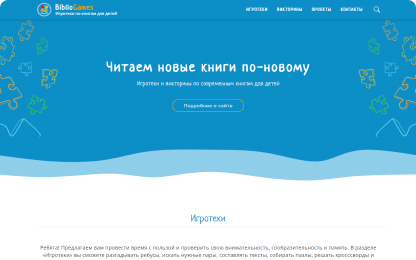 BiblioGames
Игротеки по книгам для детей
ИГРОТЕКИ ВИКТОРИНЫ ПРОЕКТЫ КОНТАКТЫ
Читаем новые книги по-новому
Игротеки и викторины по современным книгам для детей
Подробнее о сайте
Игротеки
Ребята! Предлагаем вам провести время с пользой и проверить свою внимательность, сообразительность и память. В разделе
«Игротеки» вы сможете разгадывать ребусы, искать нужные пары, составлять тексты, собирать пазлы, решать кроссворды и